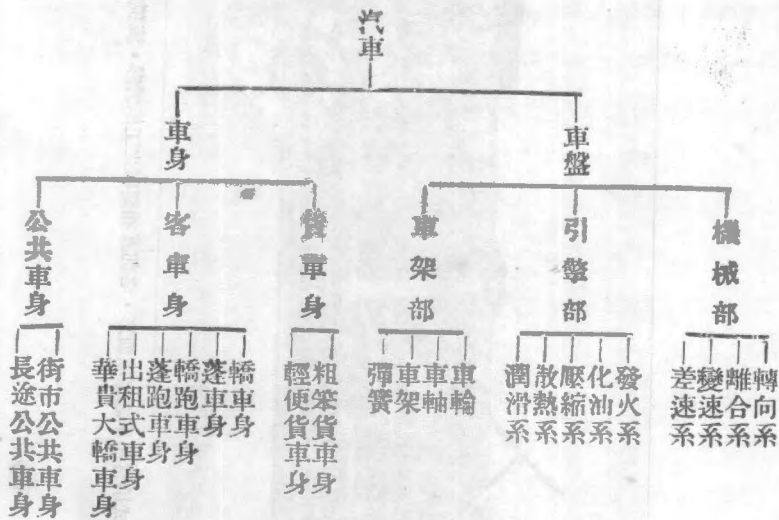 汽車
車盤
車身
機械部
引擎部
車架部
貨車身
客車身
公共車身
轉向系
離合系
變速系
差速系
發火系
化油系
壓縮系
散熱系
潤滑系
車輪
車軸
車架
彈簧
粗笨貨車身
輕便貨車身
轎車身
蓬車身
轎跑車身
蓬跑車身
出租式車身
華貴大轎車身
街市公共車身
長途公共車身